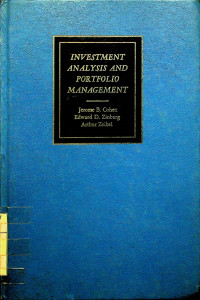 INVESTMENT
ANALYSIS AND
PORTFOLIO
MANAGEMENT
Jerome B. Cohen
Edward D. Zinbarg
Arthur Zeikel